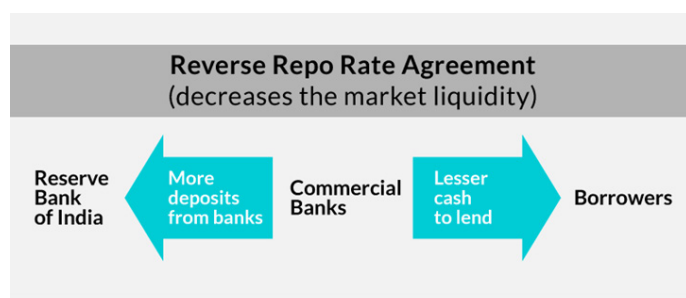 Reverse Repo Rate Agreement
(decreases the market liquidity)
Reserve
Bank
of India
More
deposits
from banks
Commercial
Banks
Lesser
cash
to lend
Borrowers